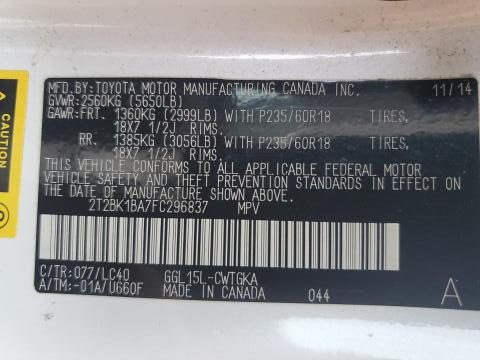 MFD.BY:TOYOTA MOTOR MANUFACTURING CANADA INC. 11/14
GVWR:2560KG (5650LB)
GAWR:FRT. 1360KG (2999LB) WITH P235/60R18 TIRES,
18X7 1/2J RIMS.
RR. 1385KG (3056LB) WITH P235/60R18 TIRES,
18X7 1/2J RIMS.
THIS VEHICLE CONFORMS TO ALL APPLICABLE FEDERAL MOTOR
VEHICLE SAFETY AND THEFT PREVENTION STANDARDS IN EFFECT ON
THE DATE OF MANUFACTURE SHOWN ABOVE.
2T2BK1BA7FC296837 MPV
C/TR:077/LC40 GGL15L-CWTGKA
A/TM:-01A/U660F MADE IN CANADA 044 A
CAUTION